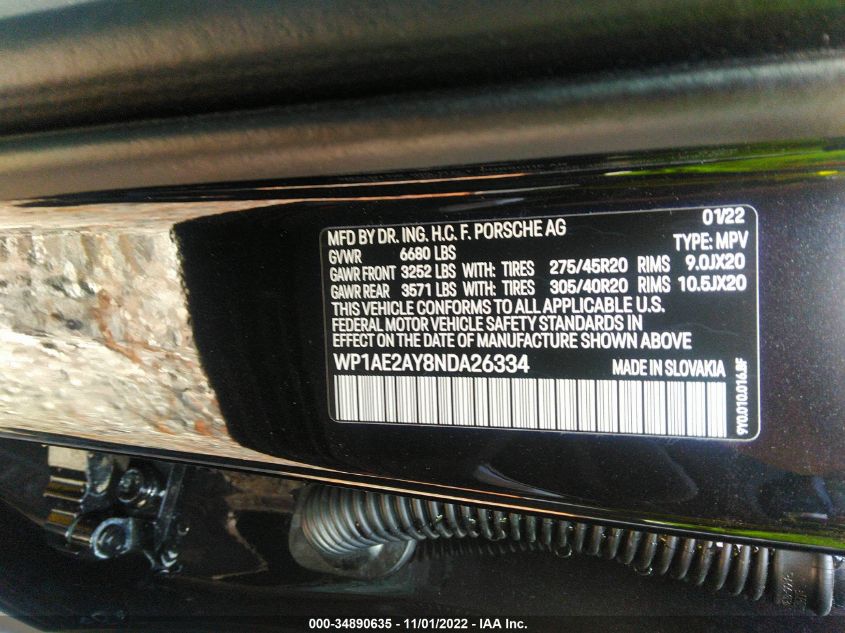 01/22
MFD BY DR. ING. H.C. F. PORSCHE AG TYPE: MPV
GVWR 6680 LBS
GAWR FRONT 3252 LBS WITH: TIRES 275/45R20 RIMS 9.0JX20
GAWR REAR 3571 LBS WITH: TIRES 305/40R20 RIMS 10.5JX20
THIS VEHICLE CONFORMS TO ALL APPLICABLE U.S.
FEDERAL MOTOR VEHICLE SAFETY STANDARDS IN
EFFECT ON THE DATE OF MANUFACTURE SHOWN ABOVE
WP1AE2AY8NDA26334 MADE IN SLOVAKIA
9Y0.010.016.BF
000-34890635 - 11/01/2022 - IAA Inc.